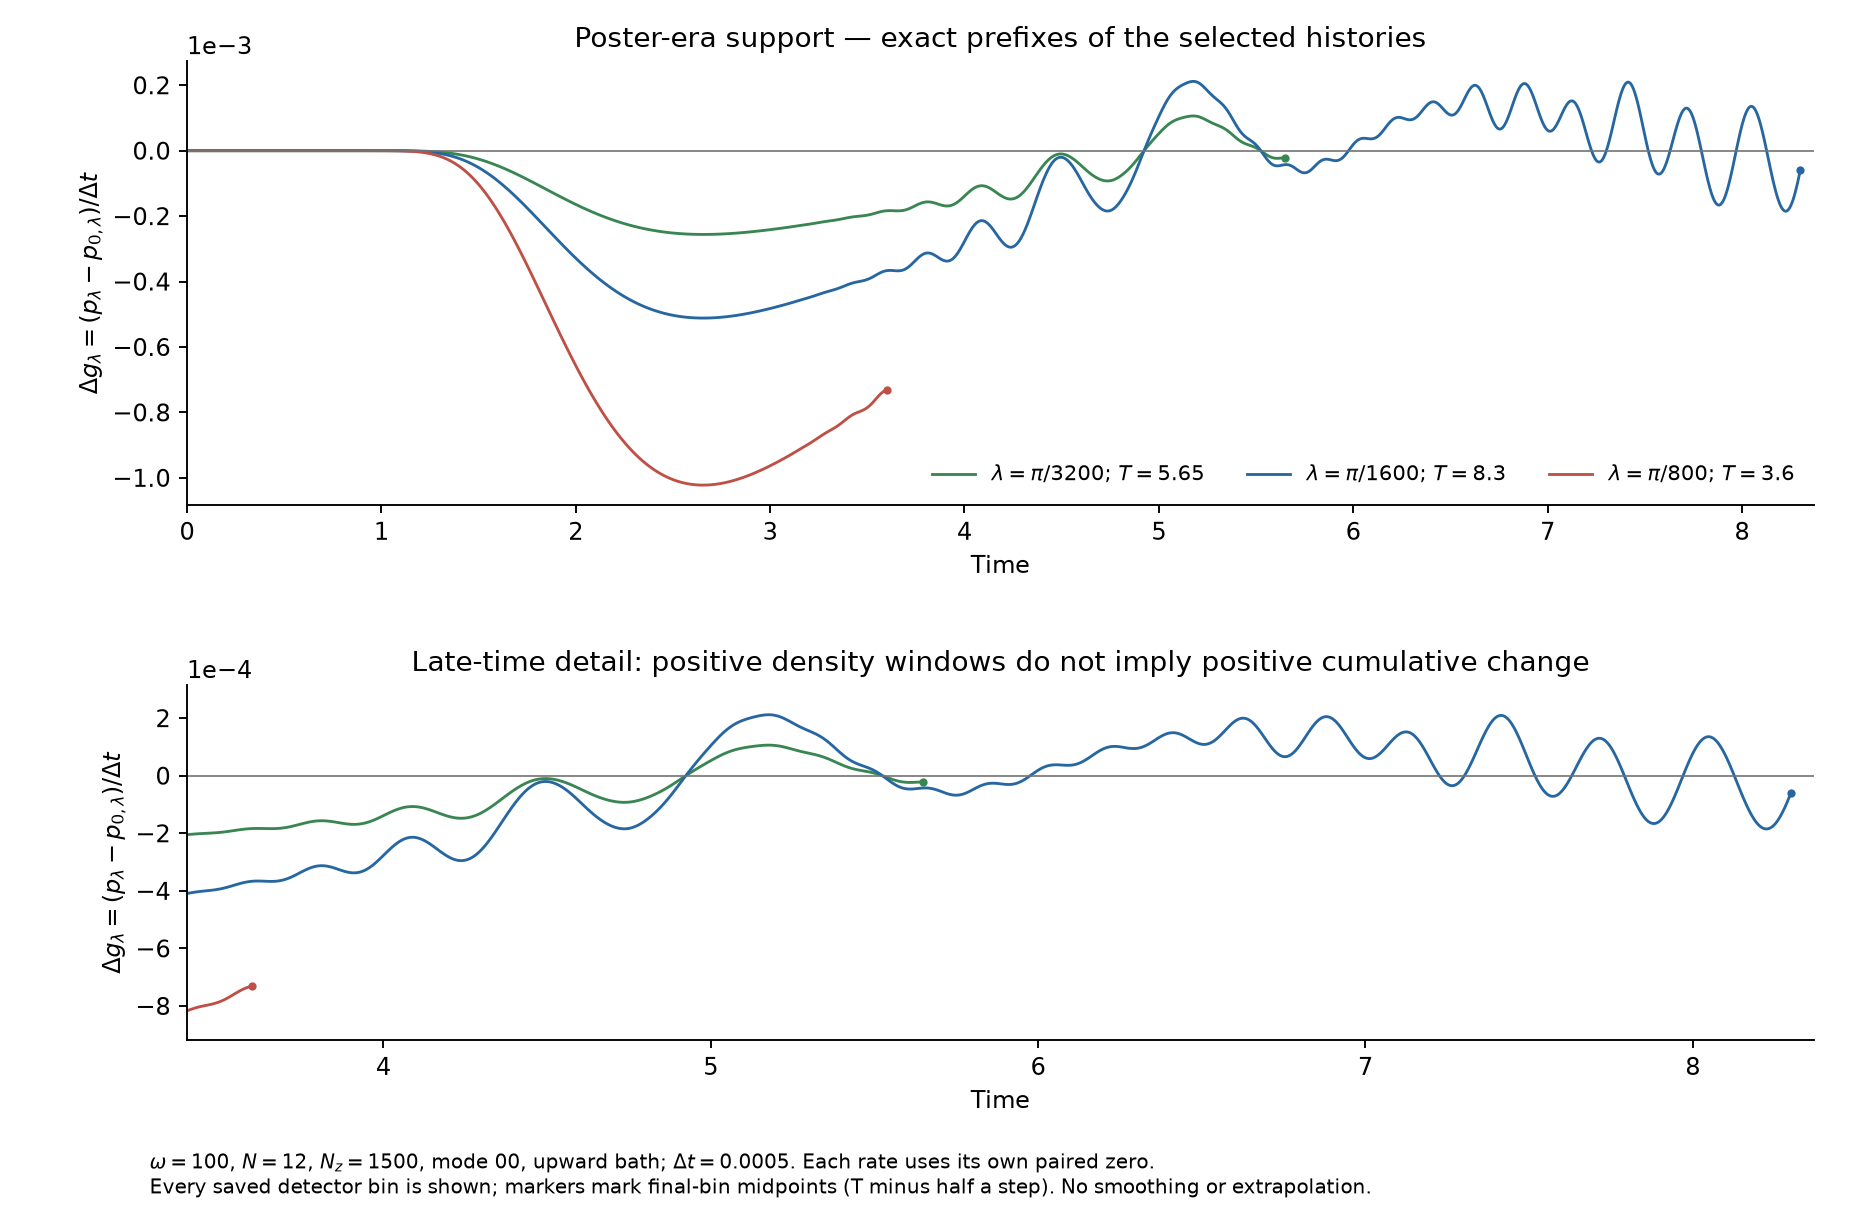 Poster-era support — exact prefixes of the selected histories
1e−3
0.2
0.0
−0.2
−0.4
−0.6
−0.8
−1.0
Δg_λ = (p_λ − p_{0,λ})/Δt
λ = π/3200; T = 5.65
λ = π/1600; T = 8.3
λ = π/800; T = 3.6
0 1 2 3 4 5 6 7 8
Time
Late-time detail: positive density windows do not imply positive cumulative change
1e−4
2
0
−2
−4
−6
−8
Δg_λ = (p_λ − p_{0,λ})/Δt
4 5 6 7 8
Time
ω = 100, N = 12, N_z = 1500, mode 00, upward bath; Δt = 0.0005. Each rate uses its own paired zero.
Every saved detector bin is shown; markers mark final-bin midpoints (T minus half a step). No smoothing or extrapolation.